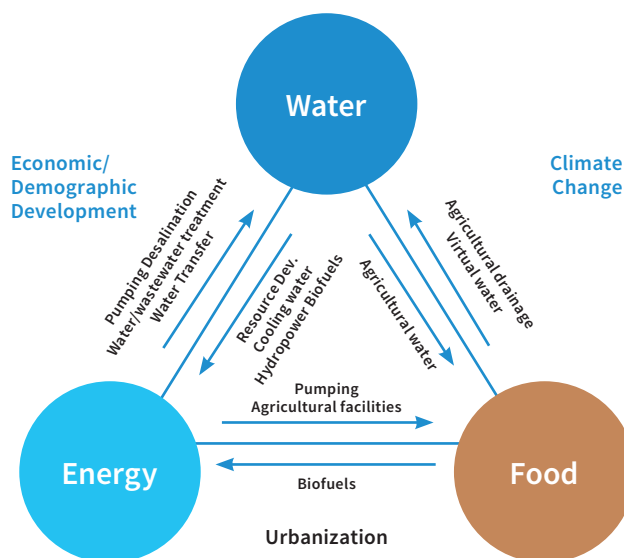 Water
Economic/
Demographic
Development
Climate
Change
Pumping Desalination
Water/wastewater treatment
Water Transfer
Resource Dev.
Cooling water
Hydropower Biofuels
Agricultural water
Agricultural drainage
Virtual water
Pumping
Agricultural facilities
Energy
Food
Biofuels
Urbanization